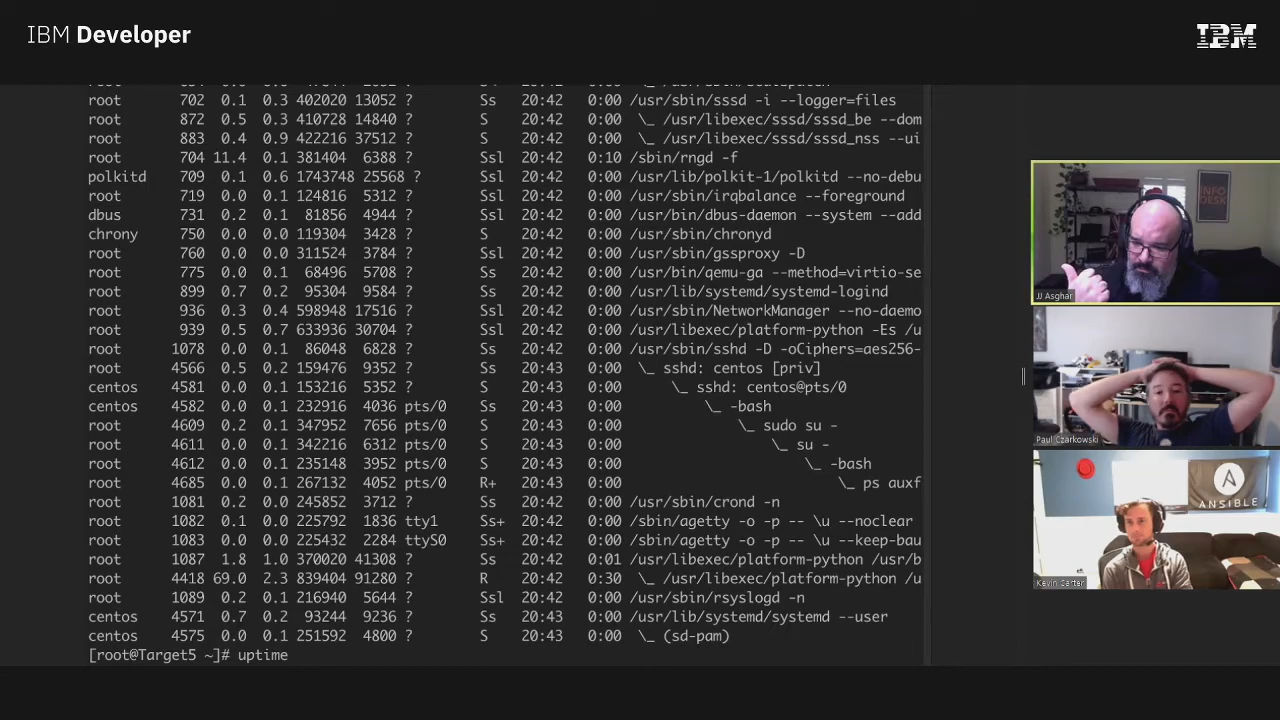 IBM Developer
IBM
root 702 0.1 0.3 402020 13052 ? Ss 20:42 0:00 /usr/sbin/sssd -i --logger=files
root 872 0.5 0.3 410728 14840 ? S 20:42 0:00 \_ /usr/libexec/sssd/sssd_be --dom
root 883 0.4 0.9 422216 37512 ? S 20:42 0:00 \_ /usr/libexec/sssd/sssd_nss --ui
root 704 11.4 0.1 381404 6388 ? Ssl 20:42 0:10 /sbin/rngd -f
polkitd 709 0.1 0.6 1743748 25568 ? Ssl 20:42 0:00 /usr/lib/polkit-1/polkitd --no-debu
root 719 0.0 0.1 124816 5312 ? Ssl 20:42 0:00 /usr/sbin/irqbalance --foreground
dbus 731 0.2 0.1 81856 4944 ? Ssl 20:42 0:00 /usr/bin/dbus-daemon --system --add
chrony 750 0.0 0.0 119304 3428 ? S 20:42 0:00 /usr/sbin/chronyd
root 760 0.0 0.0 311524 3784 ? Ssl 20:42 0:00 /usr/sbin/gssproxy -D
root 775 0.0 0.1 68496 5708 ? Ss 20:42 0:00 /usr/bin/qemu-ga --method=virtio-se
root 899 0.7 0.2 95304 9584 ? Ss 20:42 0:00 /usr/lib/systemd/systemd-logind
root 936 0.3 0.4 598948 17516 ? Ssl 20:42 0:00 /usr/sbin/NetworkManager --no-daemo
root 939 0.5 0.7 633936 30704 ? Ssl 20:42 0:00 /usr/libexec/platform-python -Es /u
root 1078 0.0 0.1 86048 6828 ? Ss 20:42 0:00 /usr/sbin/sshd -D -oCiphers=aes256-
root 4566 0.5 0.2 159476 9352 ? Ss 20:43 0:00 \_ sshd: centos [priv]
centos 4581 0.0 0.1 153216 5352 ? S 20:43 0:00 \_ sshd: centos@pts/0
centos 4582 0.0 0.1 232916 4036 pts/0 Ss 20:43 0:00 \_ -bash
root 4609 0.2 0.1 347952 7656 pts/0 S 20:43 0:00 \_ sudo su -
root 4611 0.0 0.1 342216 6312 pts/0 S 20:43 0:00 \_ su -
root 4612 0.0 0.1 235148 3952 pts/0 S 20:43 0:00 \_ -bash
root 4685 0.0 0.1 267132 4052 pts/0 R+ 20:43 0:00 \_ ps auxf
root 1081 0.2 0.0 245852 3712 ? Ss 20:42 0:00 /usr/sbin/crond -n
root 1082 0.1 0.0 225792 1836 tty1 Ss+ 20:42 0:00 /sbin/agetty -o -p -- \u --noclear
root 1083 0.0 0.0 225432 2284 ttyS0 Ss+ 20:42 0:00 /sbin/agetty -o -p -- \u --keep-bau
root 1087 1.8 1.0 370020 41308 ? Ss 20:42 0:01 /usr/libexec/platform-python /usr/b
root 4418 69.0 2.3 839404 91280 ? R 20:42 0:30 \_ /usr/libexec/platform-python /u
root 1089 0.2 0.1 216940 5644 ? Ssl 20:42 0:00 /usr/sbin/rsyslogd -n
centos 4571 0.7 0.2 93244 9236 ? Ss 20:43 0:00 /usr/lib/systemd/systemd --user
centos 4575 0.0 0.1 251592 4800 ? S 20:43 0:00 \_ (sd-pam)
[root@Target5 ~]# uptime
INFO
DESK
JJ Asghar
Paul Czarkowski
ANSIBLE
Kevin Carter